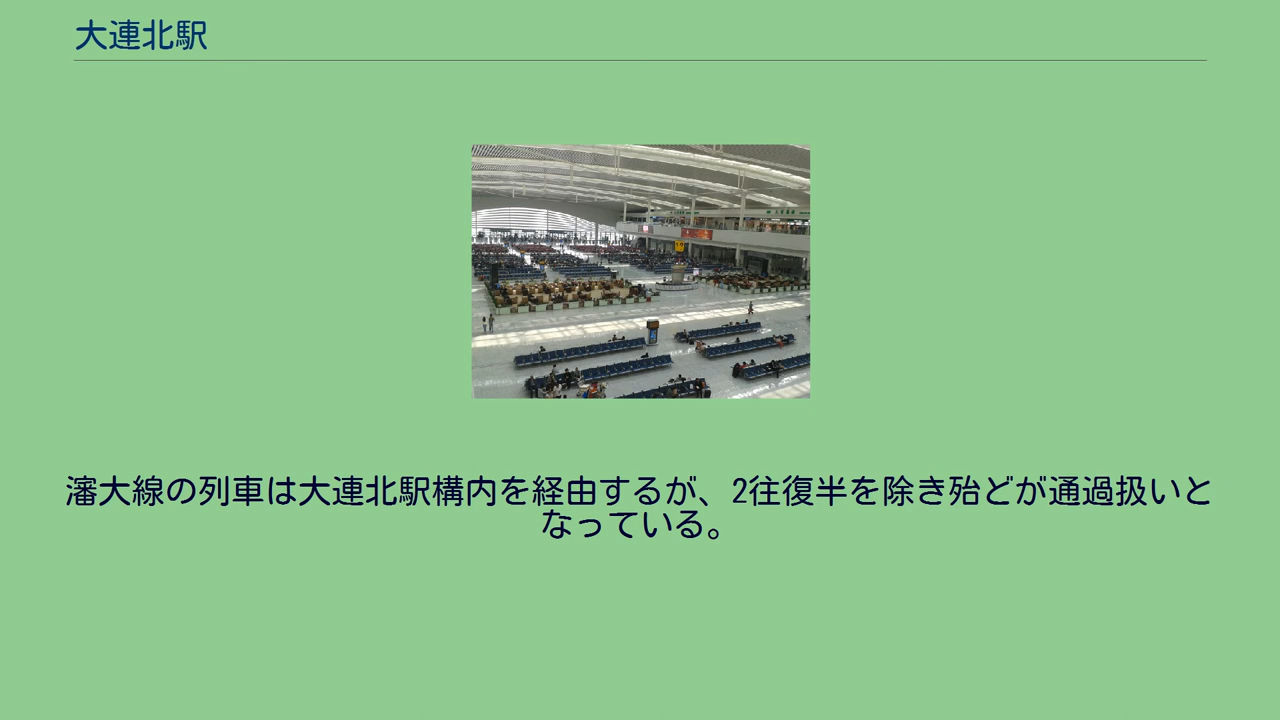 大連北駅
19
瀋大線の列車は大連北駅構内を経由するが、2往復半を除き殆どが通過扱いと
なっている。